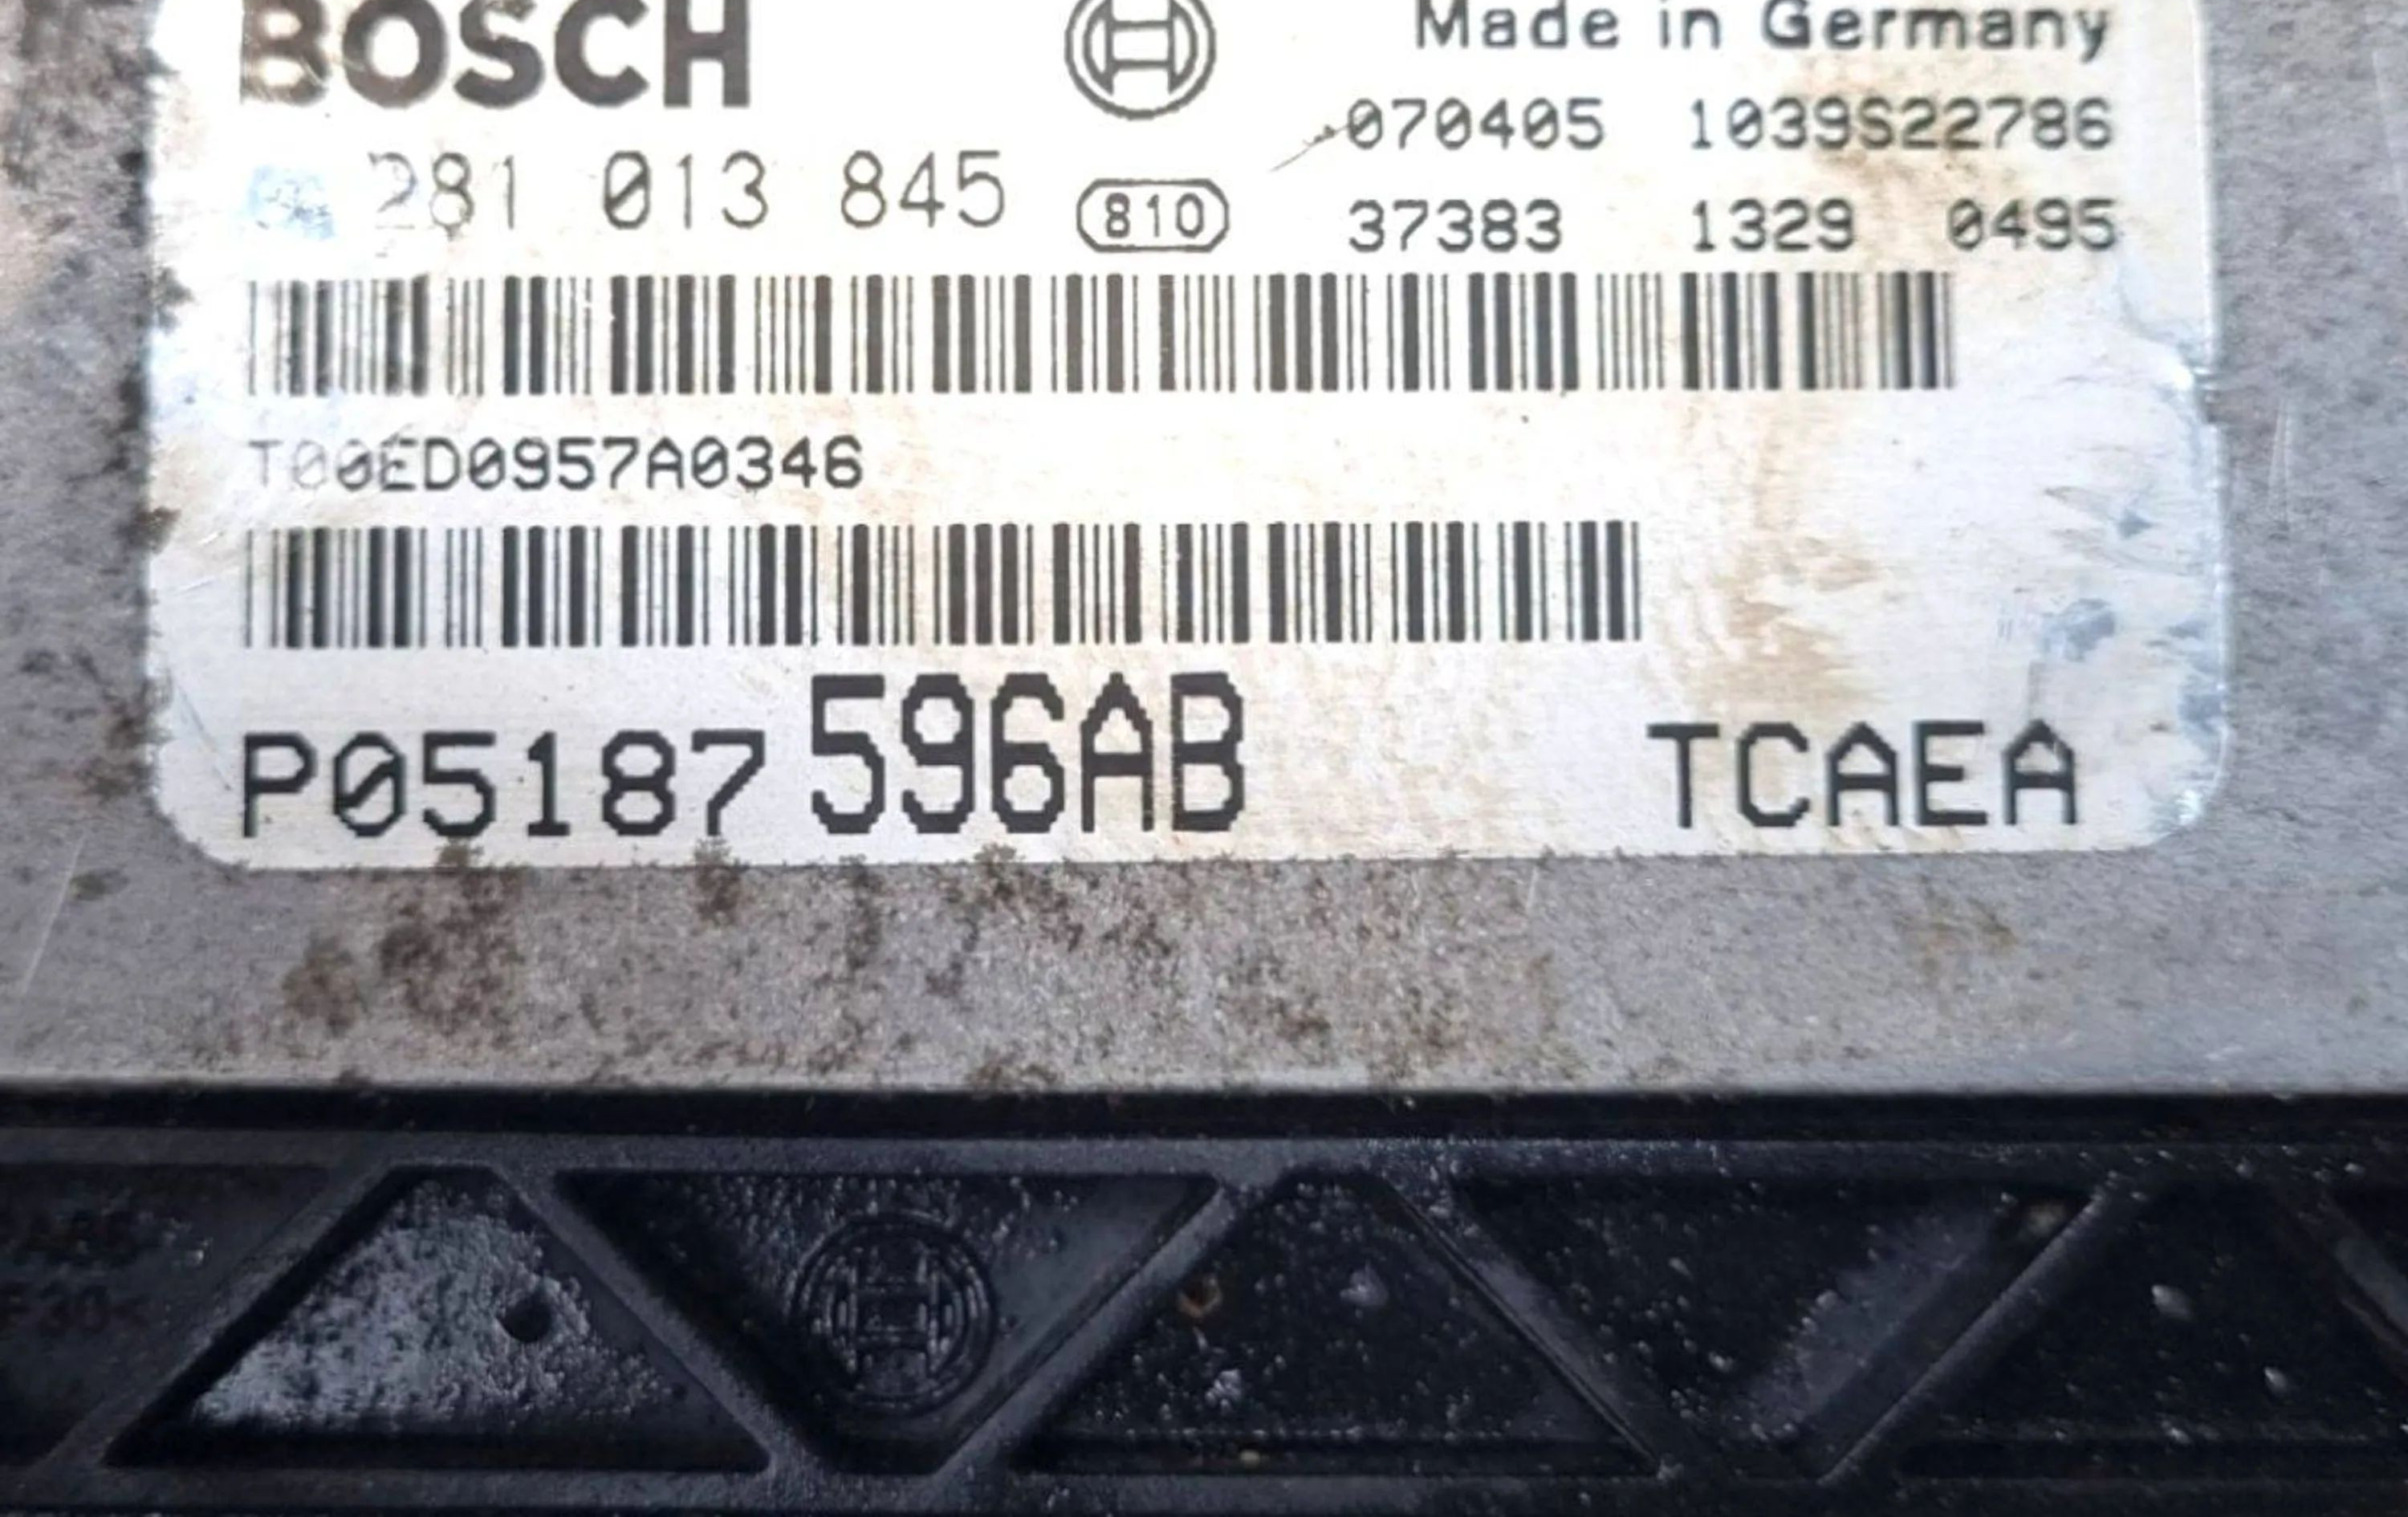 BOSCH
Made in Germany
070405 1039S22786
281 013 845 810 37383 1329 0495
T00ED0957A0346
P05187596AB TCAEA